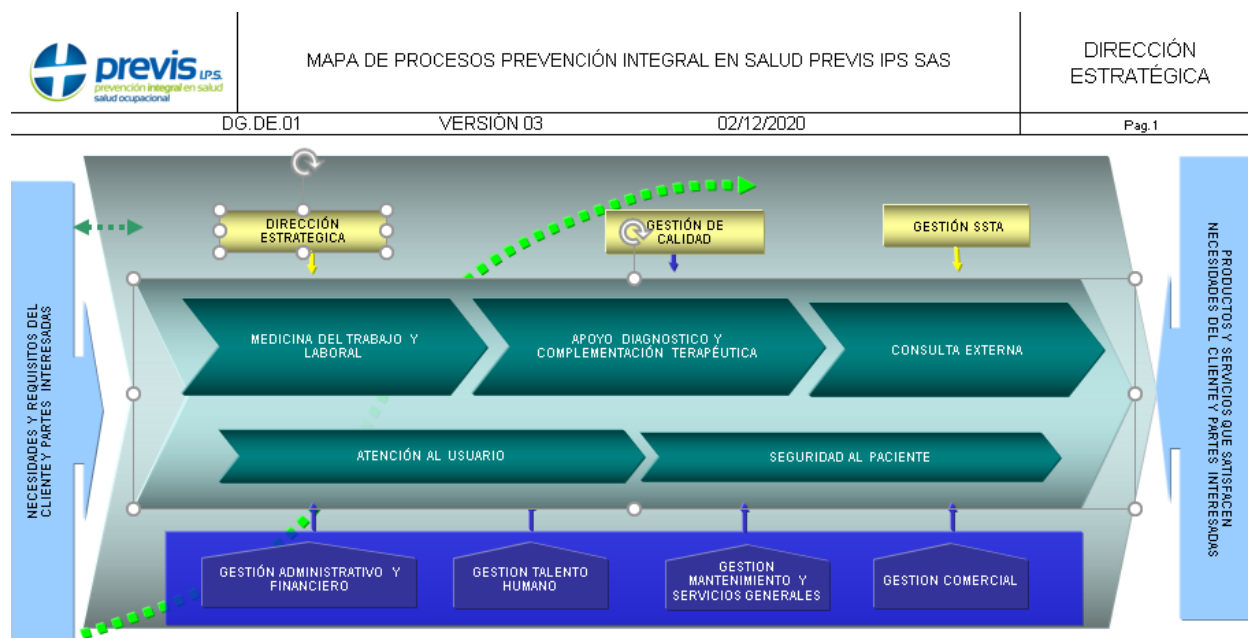 previs I.P.S.
prevención integral en salud
salud ocupacional
MAPA DE PROCESOS PREVENCIÓN INTEGRAL EN SALUD PREVIS IPS SAS
DIRECCIÓN
ESTRATÉGICA
DG.DE.01
VERSIÓN 03
02/12/2020
Pag.1
NECESIDADES Y REQUISITOS DEL
CLIENTE Y PARTES INTERESADAS
DIRECCIÓN
ESTRATEGICA
GESTIÓN DE
CALIDAD
GESTIÓN SSTA
MEDICINA DEL TRABAJO Y
LABORAL
APOYO DIAGNOSTICO Y
COMPLEMENTACIÓN TERAPÉUTICA
CONSULTA EXTERNA
ATENCIÓN AL USUARIO
SEGURIDAD AL PACIENTE
GESTIÓN ADMINISTRATIVO Y
FINANCIERO
GESTION TALENTO
HUMANO
GESTION
MANTENIMIENTO Y
SERVICIOS GENERALES
GESTION COMERCIAL
PRODUCTOS Y SERVICIOS QUE SATISFACEN
NECESIDADES DEL CLIENTE Y PARTES INTERESADAS